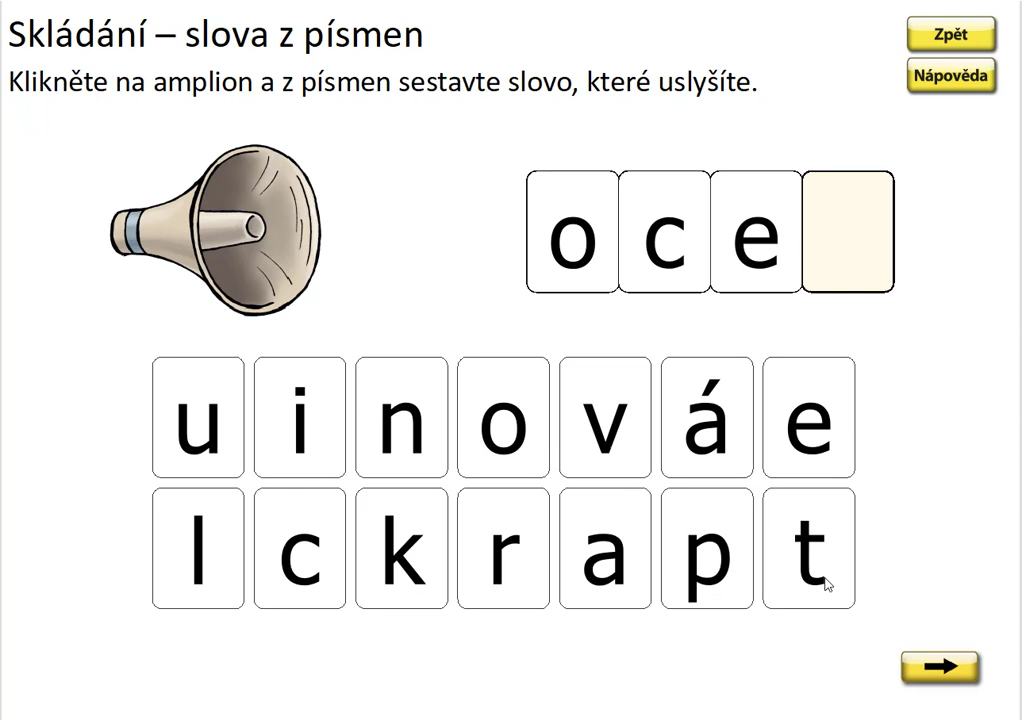 Skládání – slova z písmen
Zpět
Klikněte na amplion a z písmen sestavte slovo, které uslyšíte.
Nápověda
o c e
u i n o v á e
l c k r a p t